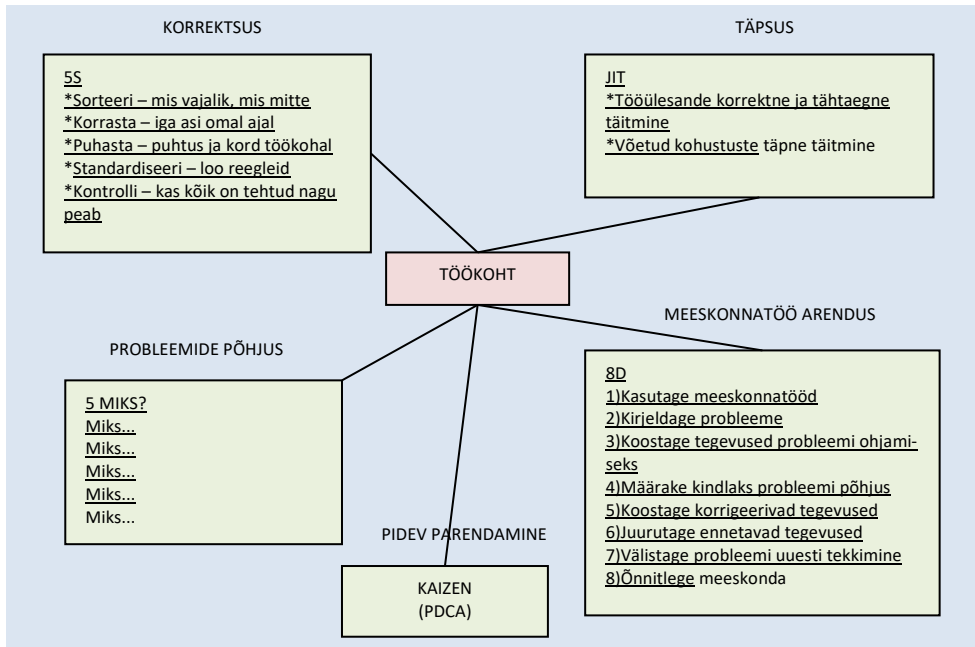 KORREKTSUS
5S
*Sorteeri – mis vajalik, mis mitte
*Korrasta – iga asi omal ajal
*Puhasta – puhtus ja kord töökohal
*Standardiseeri – loo reegleid
*Kontrolli – kas kõik on tehtud nagu
peab
TÄPSUS
JIT
*Tööülesande korrektne ja tähtaegne
täitmine
*Võetud kohustuste täpne täitmine
TÖÖKOHT
PROBLEEMIDE PÕHJUS
5 MIKS?
Miks...
Miks...
Miks...
Miks...
Miks...
PIDEV PARENDAMINE
KAIZEN
(PDCA)
MEESKONNATÖÖ ARENDUS
8D
1)Kasutage meeskonnatööd
2)Kirjeldage probleeme
3)Koostage tegevused probleemi ohjami-
seks
4)Määrake kindlaks probleemi põhjus
5)Koostage korrigeerivad tegevused
6)Juurutage ennetavad tegevused
7)Välistage probleemi uuesti tekkimine
8)Õnnitlege meeskonda